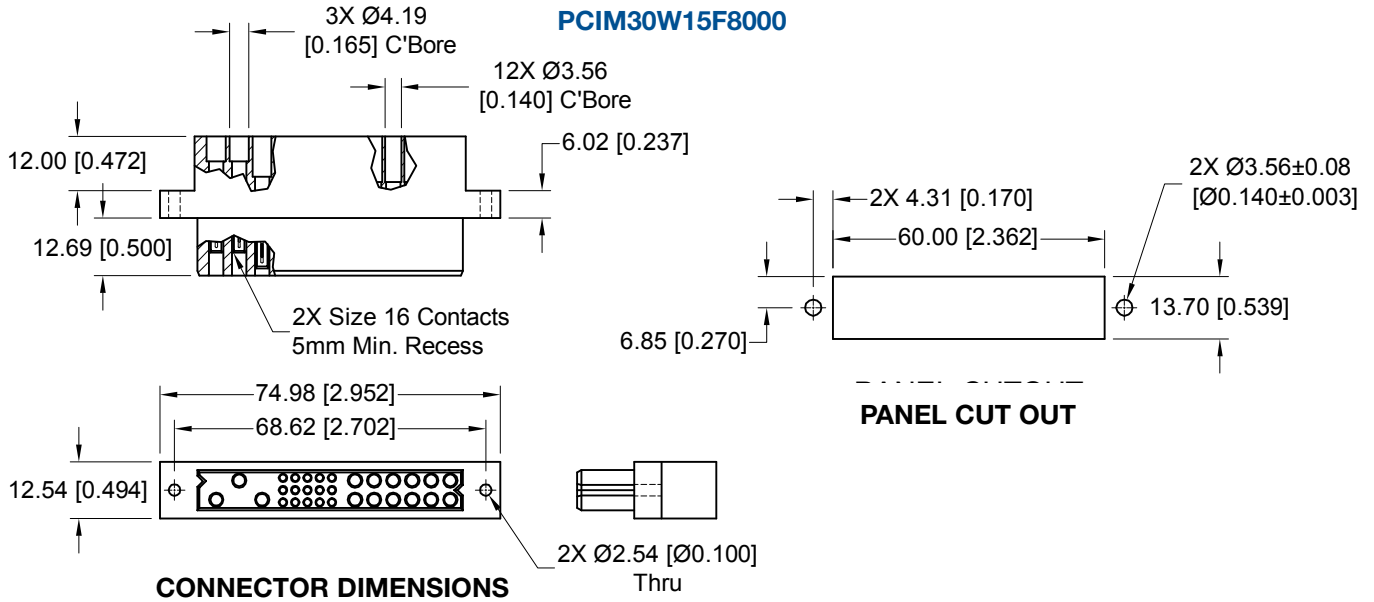 PCIM30W15F8000
3X Ø4.19
[0.165] C'Bore
12X Ø3.56
[0.140] C'Bore
6.02 [0.237]
12.00 [0.472]
12.69 [0.500]
2X Size 16 Contacts
5mm Min. Recess
2X Ø3.56±0.08
[Ø0.140±0.003]
2X 4.31 [0.170]
60.00 [2.362]
13.70 [0.539]
6.85 [0.270]
PANEL CUT OUT
74.98 [2.952]
68.62 [2.702]
12.54 [0.494]
2X Ø2.54 [Ø0.100]
Thru
CONNECTOR DIMENSIONS